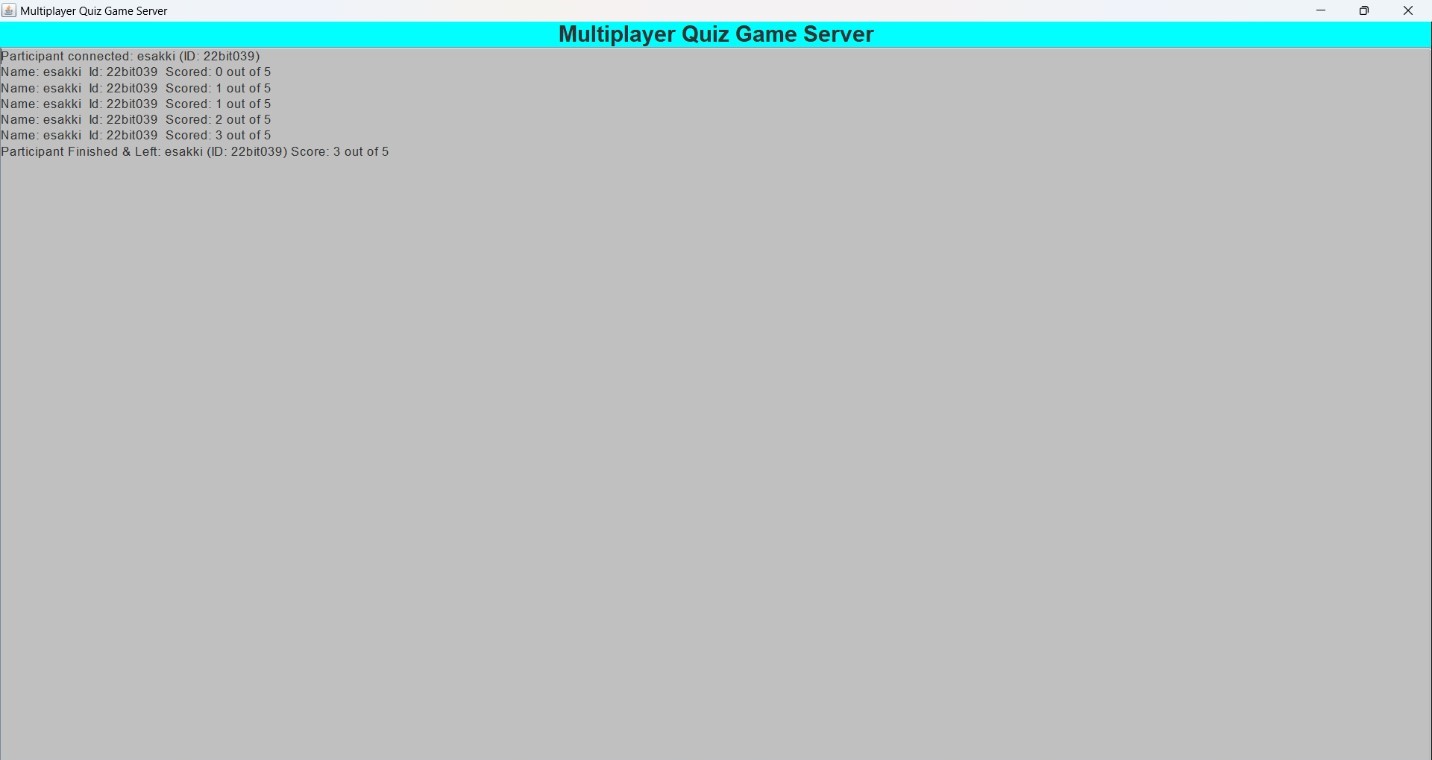 Multiplayer Quiz Game Server
Multiplayer Quiz Game Server
Participant connected: esakki (ID: 22bit039)
Name: esakki  Id: 22bit039  Scored: 0 out of 5
Name: esakki  Id: 22bit039  Scored: 1 out of 5
Name: esakki  Id: 22bit039  Scored: 1 out of 5
Name: esakki  Id: 22bit039  Scored: 2 out of 5
Name: esakki  Id: 22bit039  Scored: 3 out of 5
Participant Finished & Left: esakki (ID: 22bit039) Score: 3 out of 5